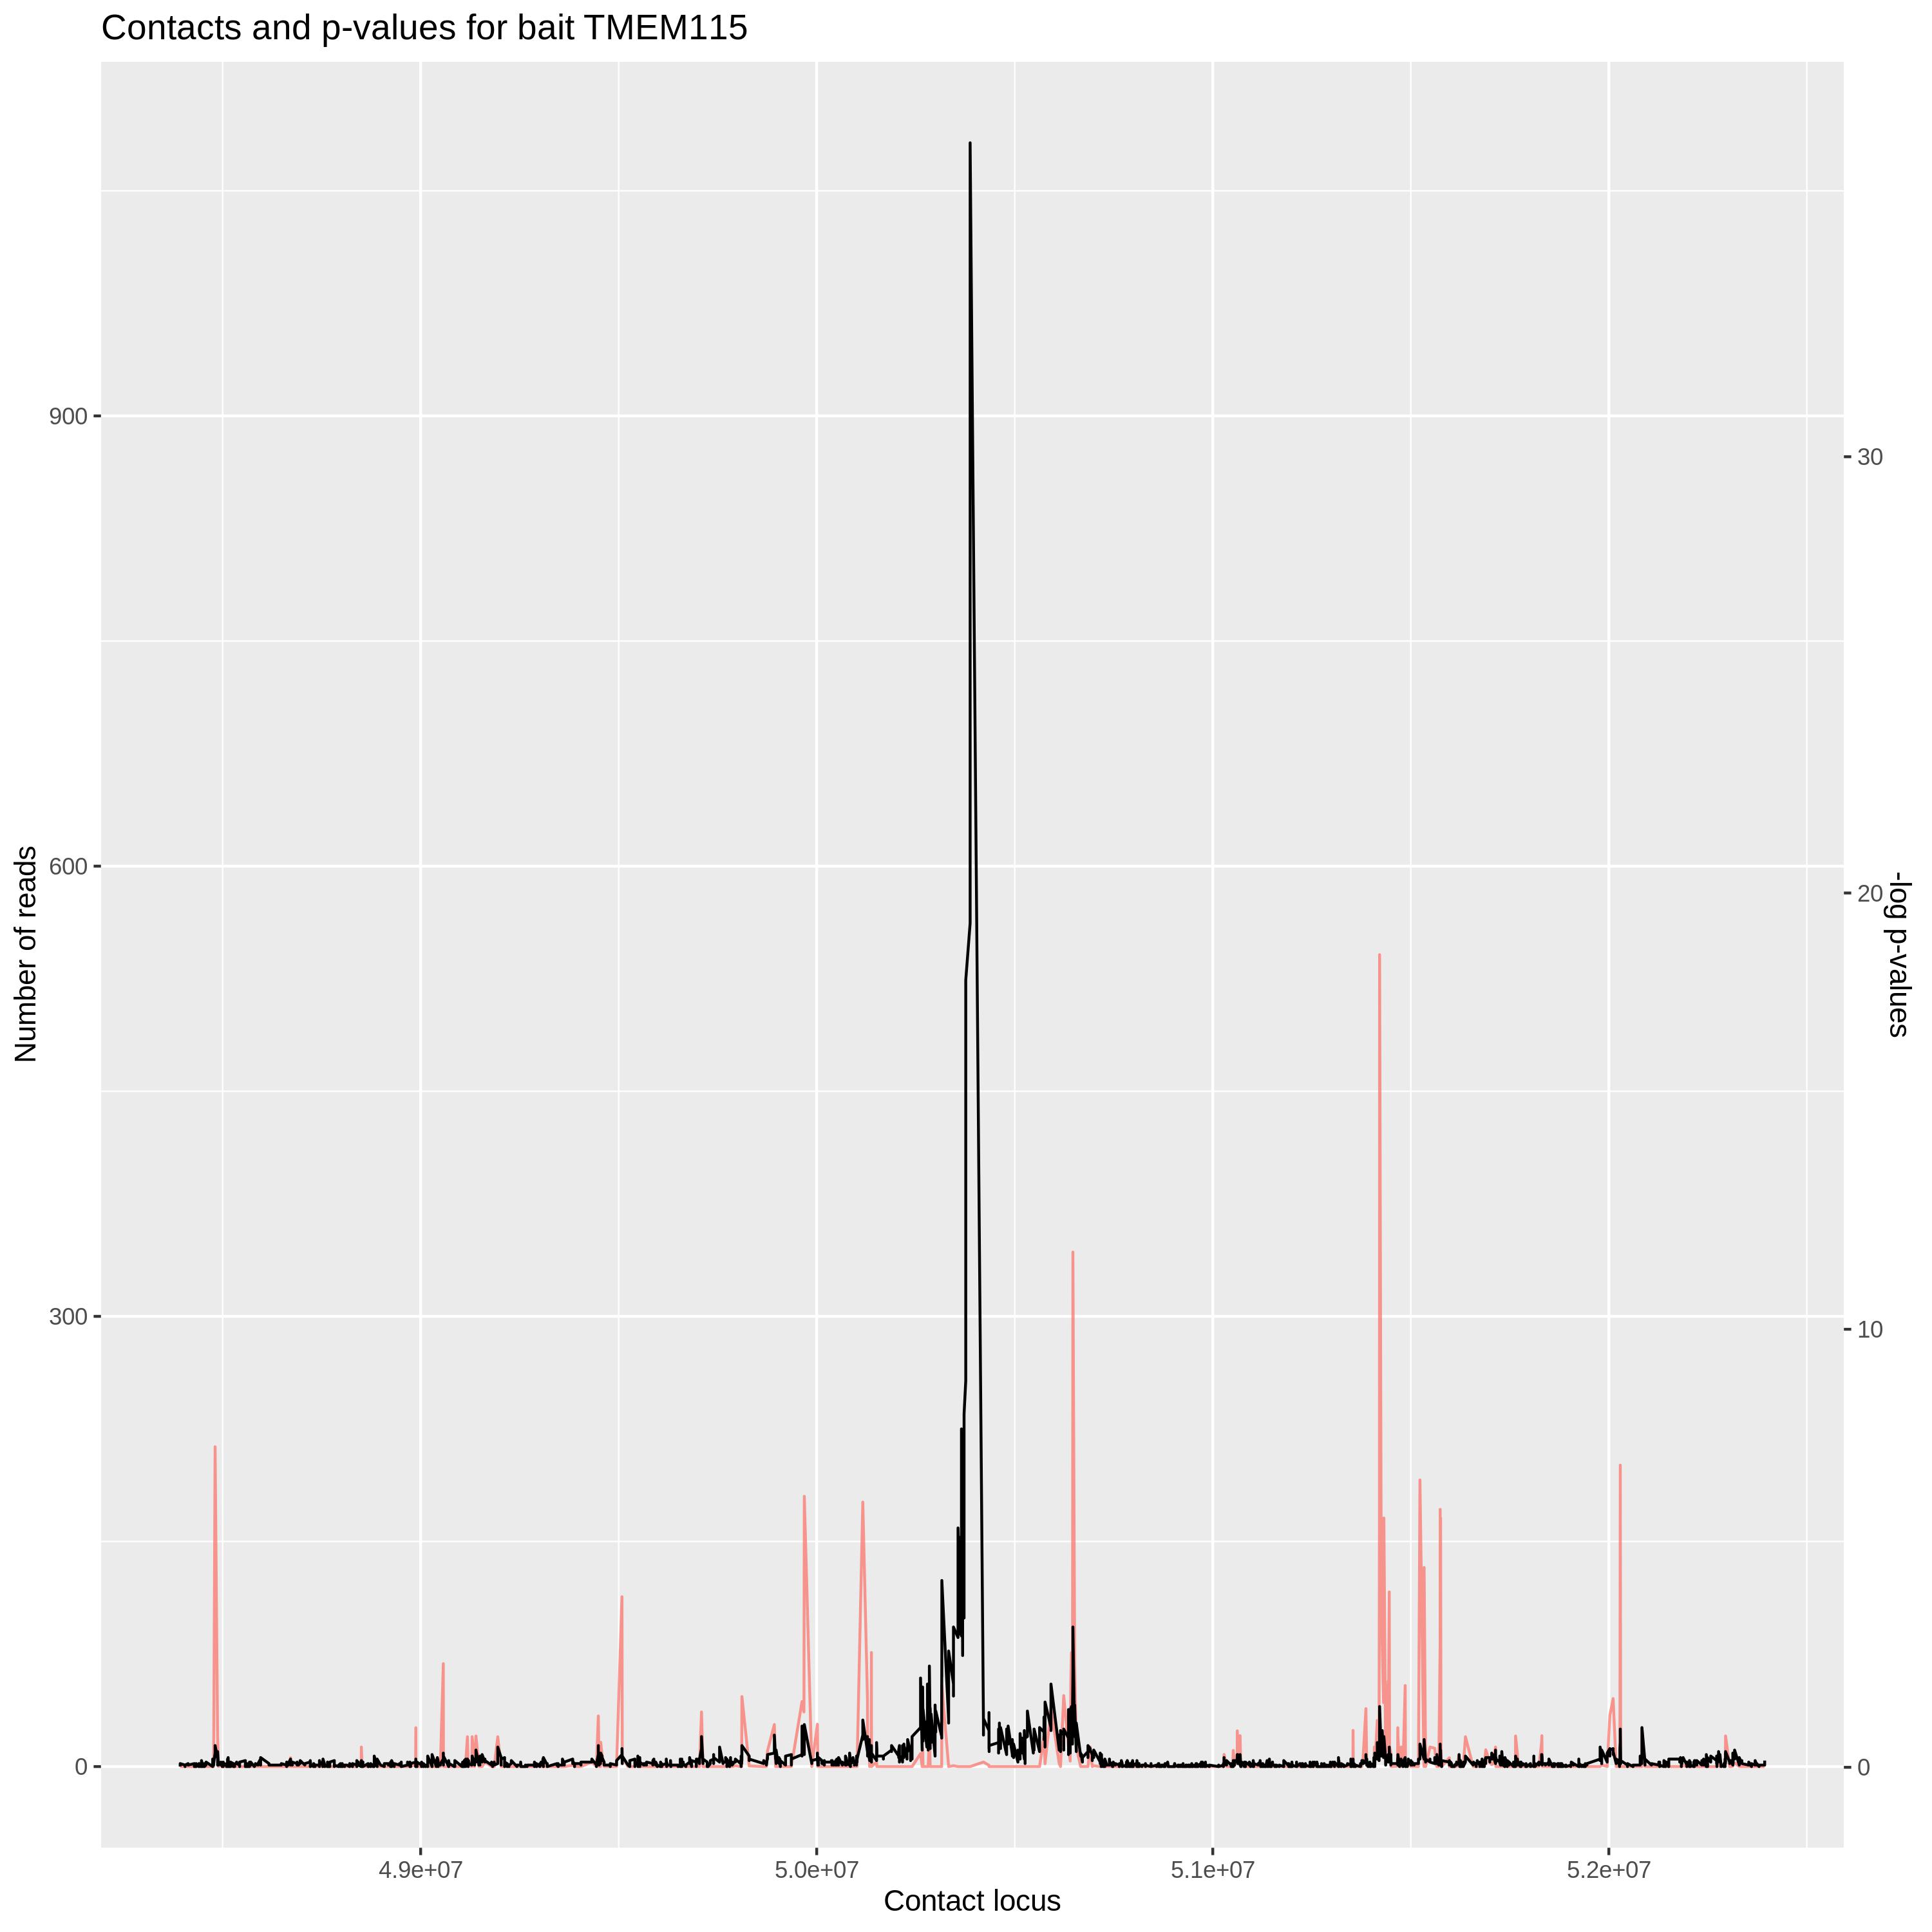 Contacts and p-values for bait TMEM115
Number of reads
900
600
300
0
30
20
10
0
-log p-values
4.9e+07
5.0e+07
5.1e+07
5.2e+07
Contact locus